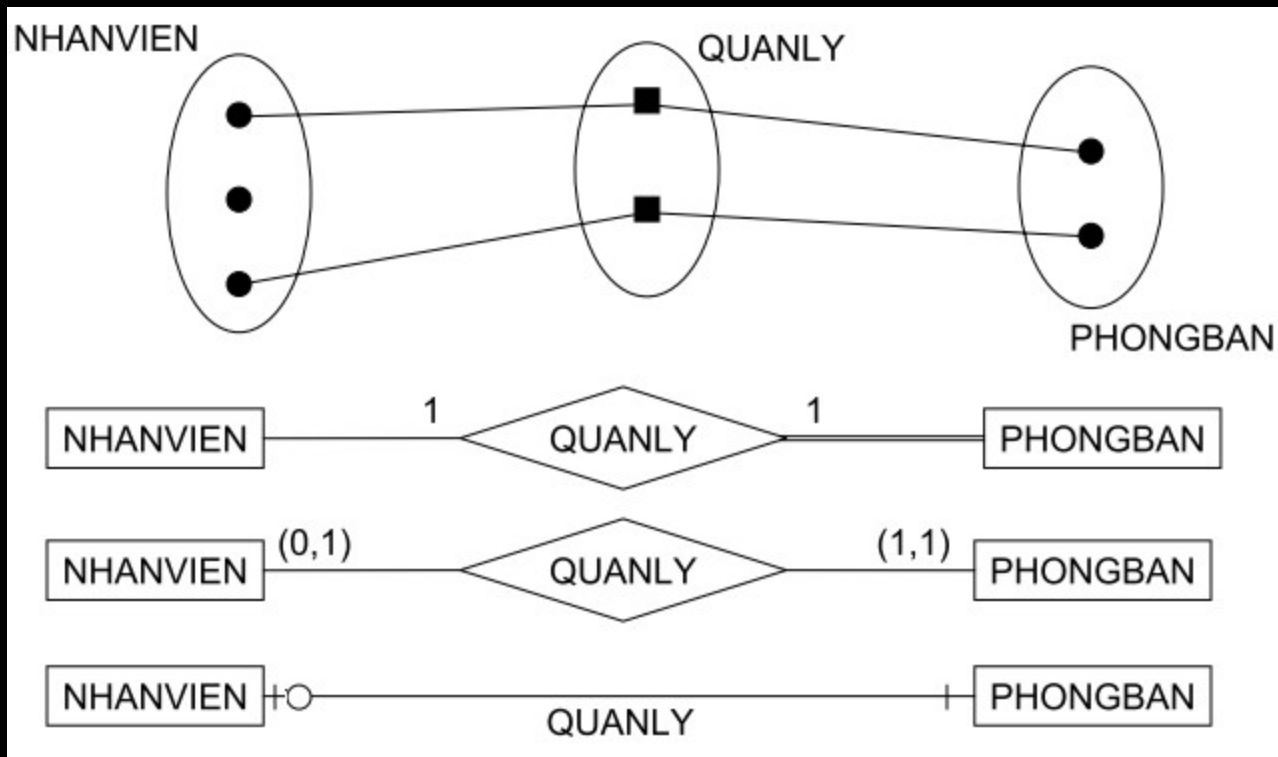 NHANVIEN
QUANLY
PHONGBAN
1 1
NHANVIEN QUANLY PHONGBAN
(0,1) (1,1)
NHANVIEN QUANLY PHONGBAN
NHANVIEN PHONGBAN
QUANLY